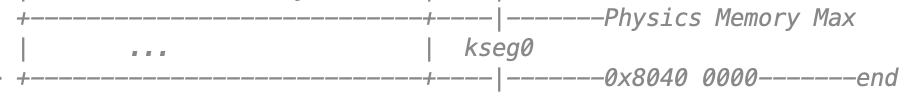 +----------------------------+-----|-------Physics Memory Max
|       ...                  |  kseg0
+----------------------------+-----|-------0x8040 0000-------end